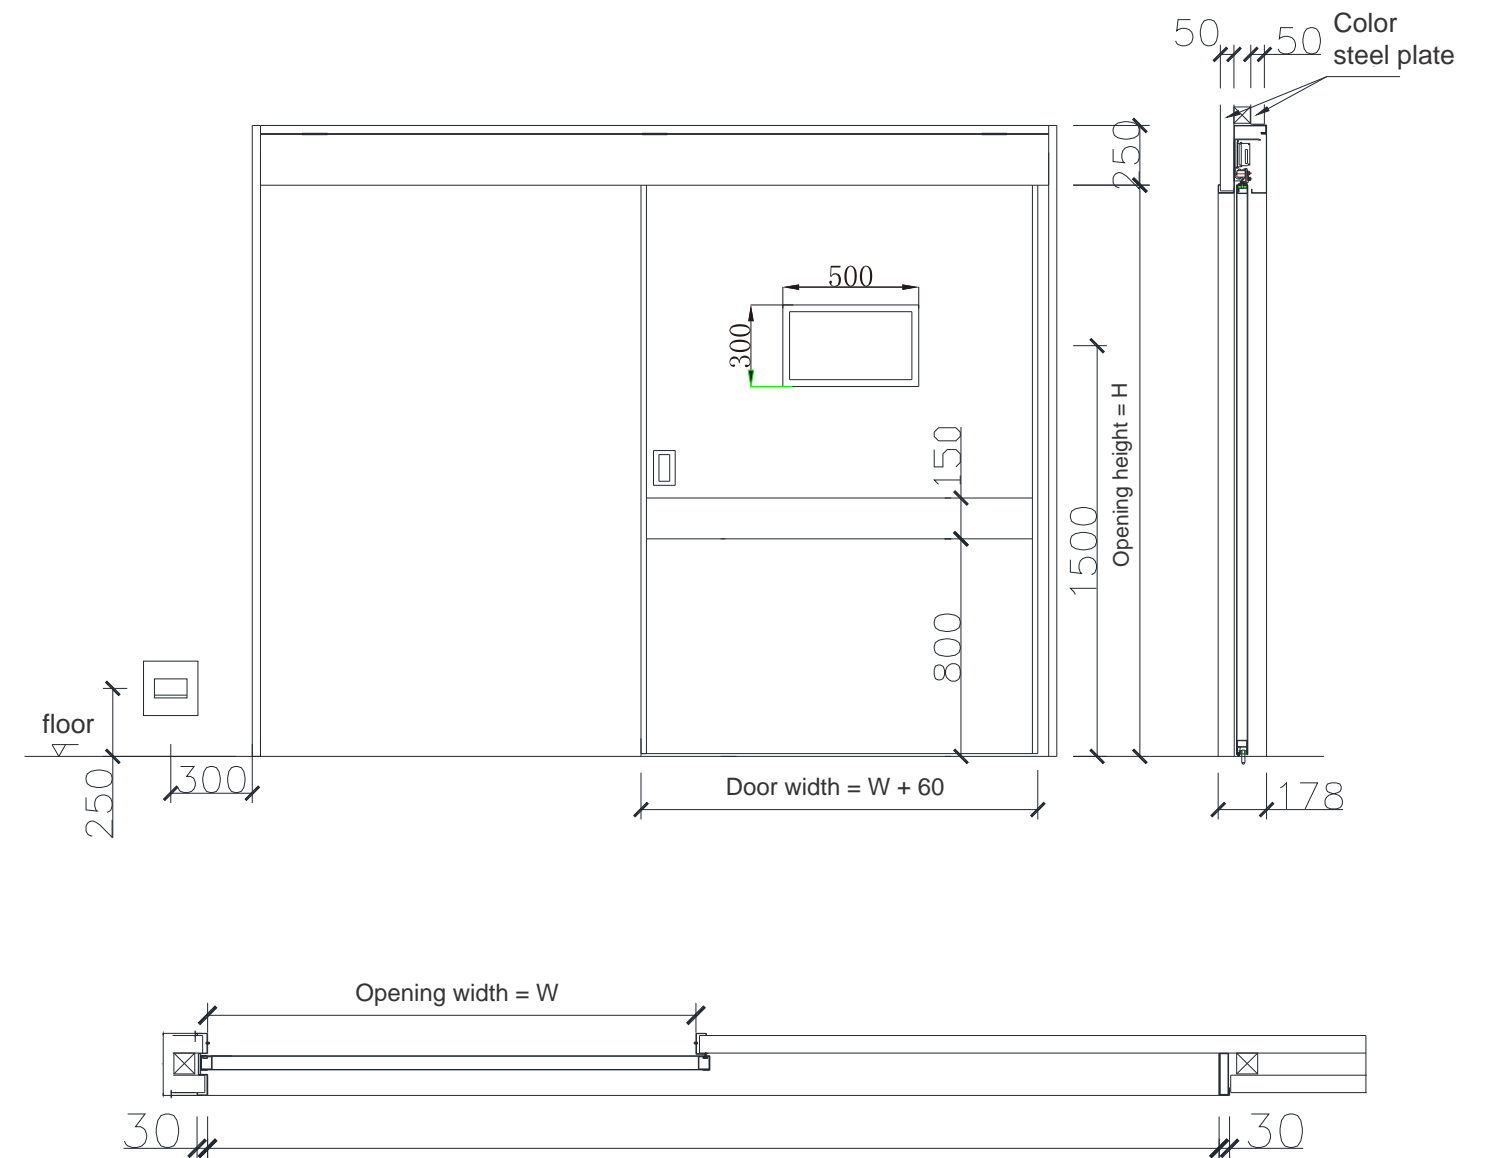 50
50
Color
steel plate
250
500
300
150
Opening height = H
1500
800
floor
300
250
Door width = W + 60
178
Opening width = W
30
30